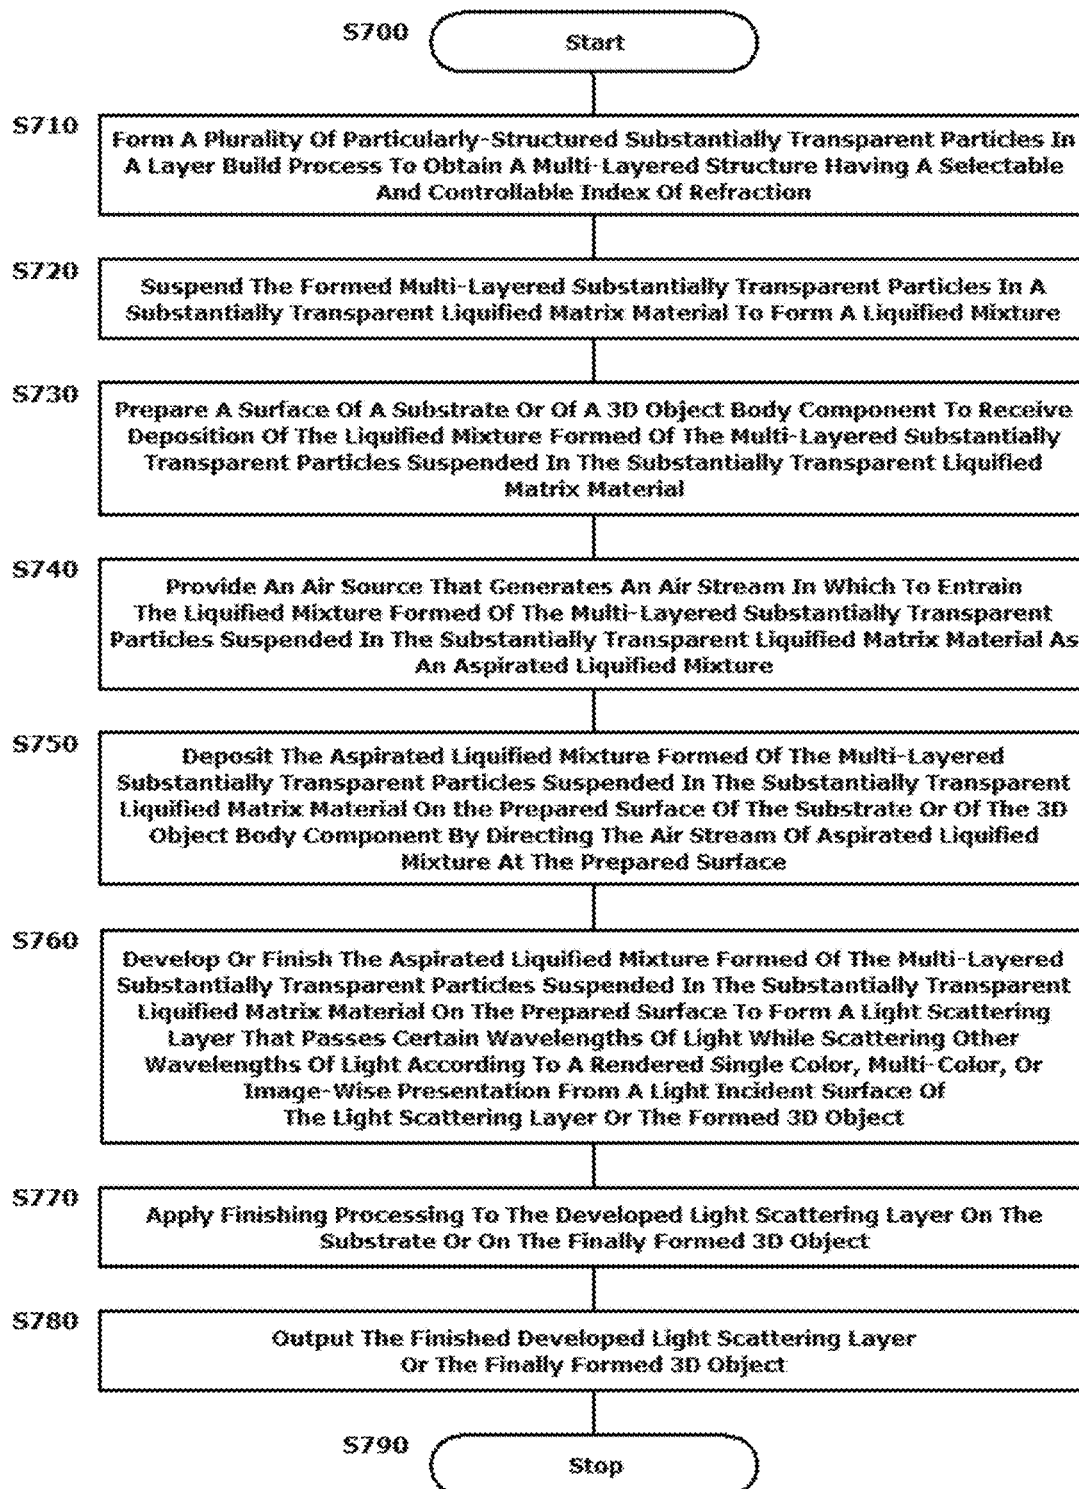 S700
Start
S710
Form A Plurality Of Particularly-Structured Substantially Transparent Particles In
A Layer Build Process To Obtain A Multi-Layered Structure Having A Selectable
And Controllable Index Of Refraction
S720
Suspend The Formed Multi-Layered Substantially Transparent Particles In A
Substantially Transparent Liquified Matrix Material To Form A Liquified Mixture
S730
Prepare A Surface Of A Substrate Or Of A 3D Object Body Component To Receive
Deposition Of The Liquified Mixture Formed Of The Multi-Layered Substantially
Transparent Particles Suspended In The Substantially Transparent Liquified
Matrix Material
S740
Provide An Air Source That Generates An Air Stream In Which To Entrain
The Liquified Mixture Formed Of The Multi-Layered Substantially Transparent
Particles Suspended In The Substantially Transparent Liquified Matrix Material As
An Aspirated Liquified Mixture
S750
Deposit The Aspirated Liquified Mixture Formed Of The Multi-Layered
Substantially Transparent Particles Suspended In The Substantially Transparent
Liquified Matrix Material On the Prepared Surface Of The Substrate Or Of The 3D
Object Body Component By Directing The Air Stream Of Aspirated Liquified
Mixture At The Prepared Surface
S760
Develop Or Finish The Aspirated Liquified Mixture Formed Of The Multi-Layered
Substantially Transparent Particles Suspended In The Substantially Transparent
Liquified Matrix Material On The Prepared Surface To Form A Light Scattering
Layer That Passes Certain Wavelengths Of Light While Scattering Other
Wavelengths Of Light According To A Rendered Single Color, Multi-Color, Or
Image-Wise Presentation From A Light Incident Surface Of
The Light Scattering Layer Or The Formed 3D Object
S770
Apply Finishing Processing To The Developed Light Scattering Layer On The
Substrate Or On The Finally Formed 3D Object
S780
Output The Finished Developed Light Scattering Layer
Or The Finally Formed 3D Object
S790
Stop